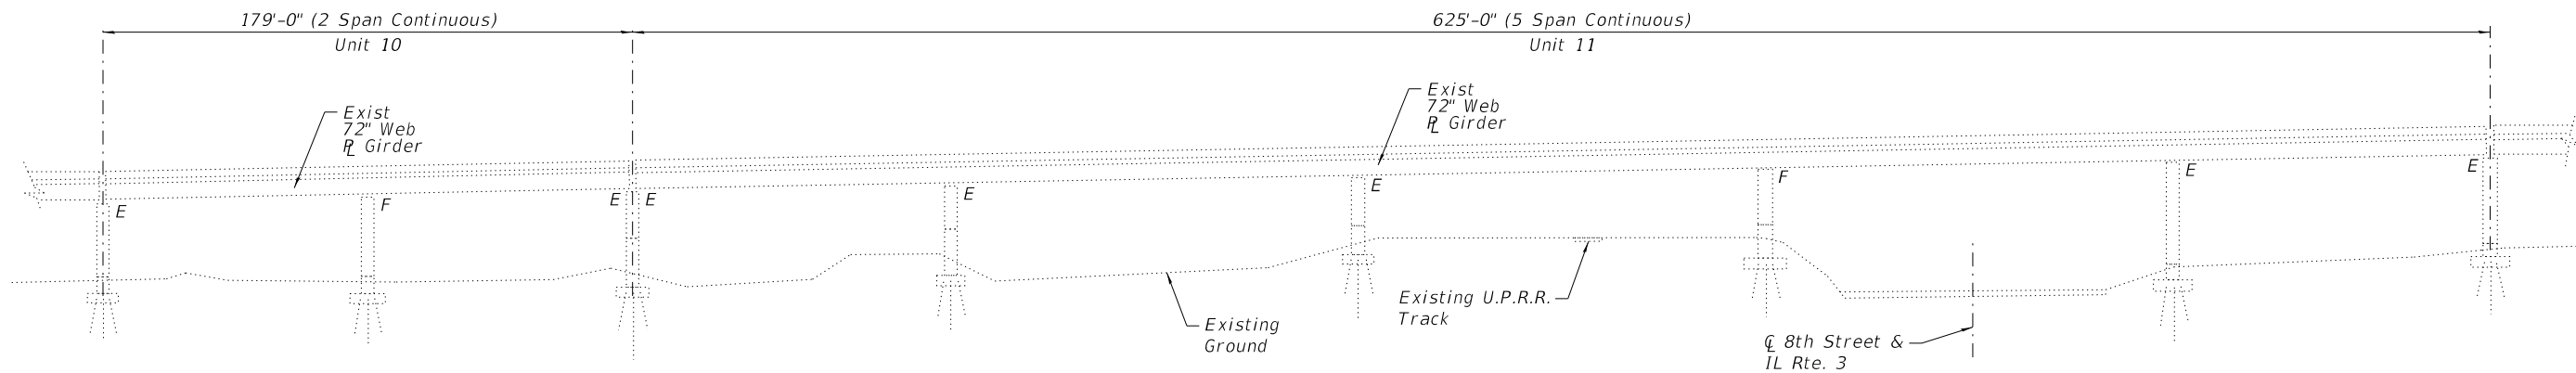 179'-0" (2 Span Continuous)
Unit 10
625'-0" (5 Span Continuous)
Unit 11
Exist
72" Web
PL Girder
Exist
72" Web
PL Girder
E
F
E
E
E
E
F
E
E
Existing
Ground
Existing U.P.R.R.
Track
CL 8th Street &
IL Rte. 3